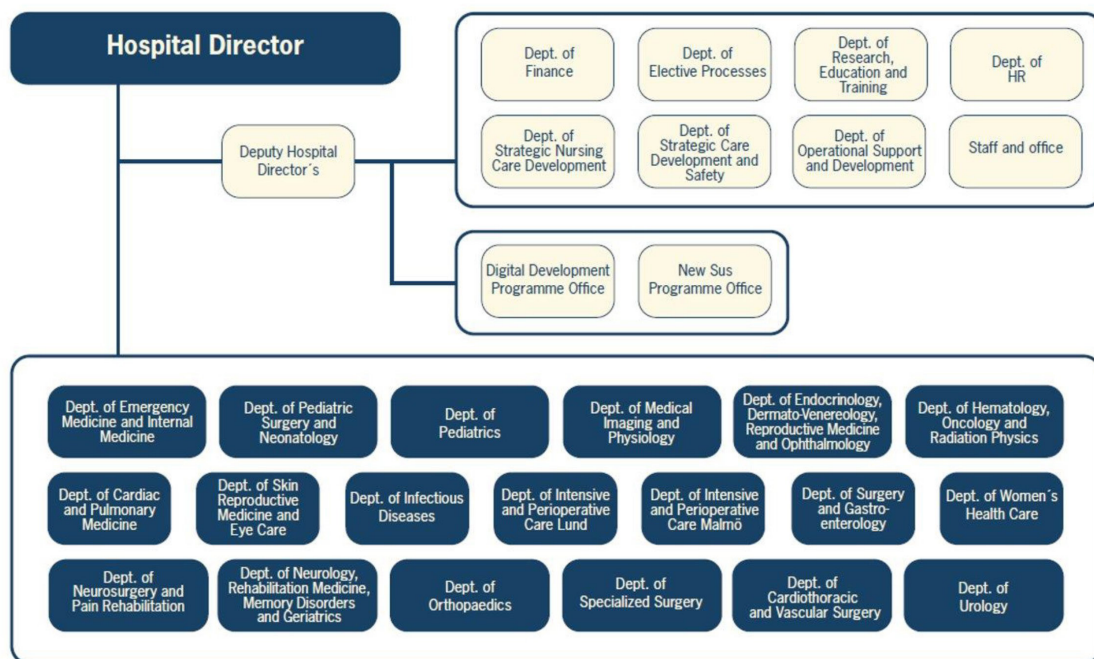 Hospital Director
Dept. of
Finance
Dept. of
Elective Processes
Dept. of
Research,
Education and
Training
Dept. of
HR
Deputy Hospital
Director´s
Dept. of
Strategic Nursing
Care Development
Dept. of
Strategic Care
Development and
Safety
Dept. of
Operational Support
and Development
Staff and office
Digital Development
Programme Office
New Sus
Programme Office
Dept. of Emergency
Medicine and Internal
Medicine
Dept. of Pediatric
Surgery and
Neonatology
Dept. of
Pediatrics
Dept. of Medical
Imaging and
Physiology
Dept. of Endocrinology,
Dermato-Venereology,
Reproductive Medicine
and Ophthalmology
Dept. of Hematology,
Oncology and
Radiation Physics
Dept. of Cardiac
and Pulmonary
Medicine
Dept. of Skin
Reproductive
Medicine and
Eye Care
Dept. of Infectious
Diseases
Dept. of Intensive
and Perioperative
Care Lund
Dept. of Intensive
and Perioperative
Care Malmö
Dept. of Surgery
and Gastro-
enterology
Dept. of Women´s
Health Care
Dept. of
Neurosurgery and
Pain Rehabilitation
Dept. of Neurology,
Rehabilitation Medicine,
Memory Disorders
and Geriatrics
Dept. of
Orthopaedics
Dept. of
Specialized Surgery
Dept. of
Cardiothoracic
and Vascular Surgery
Dept. of
Urology